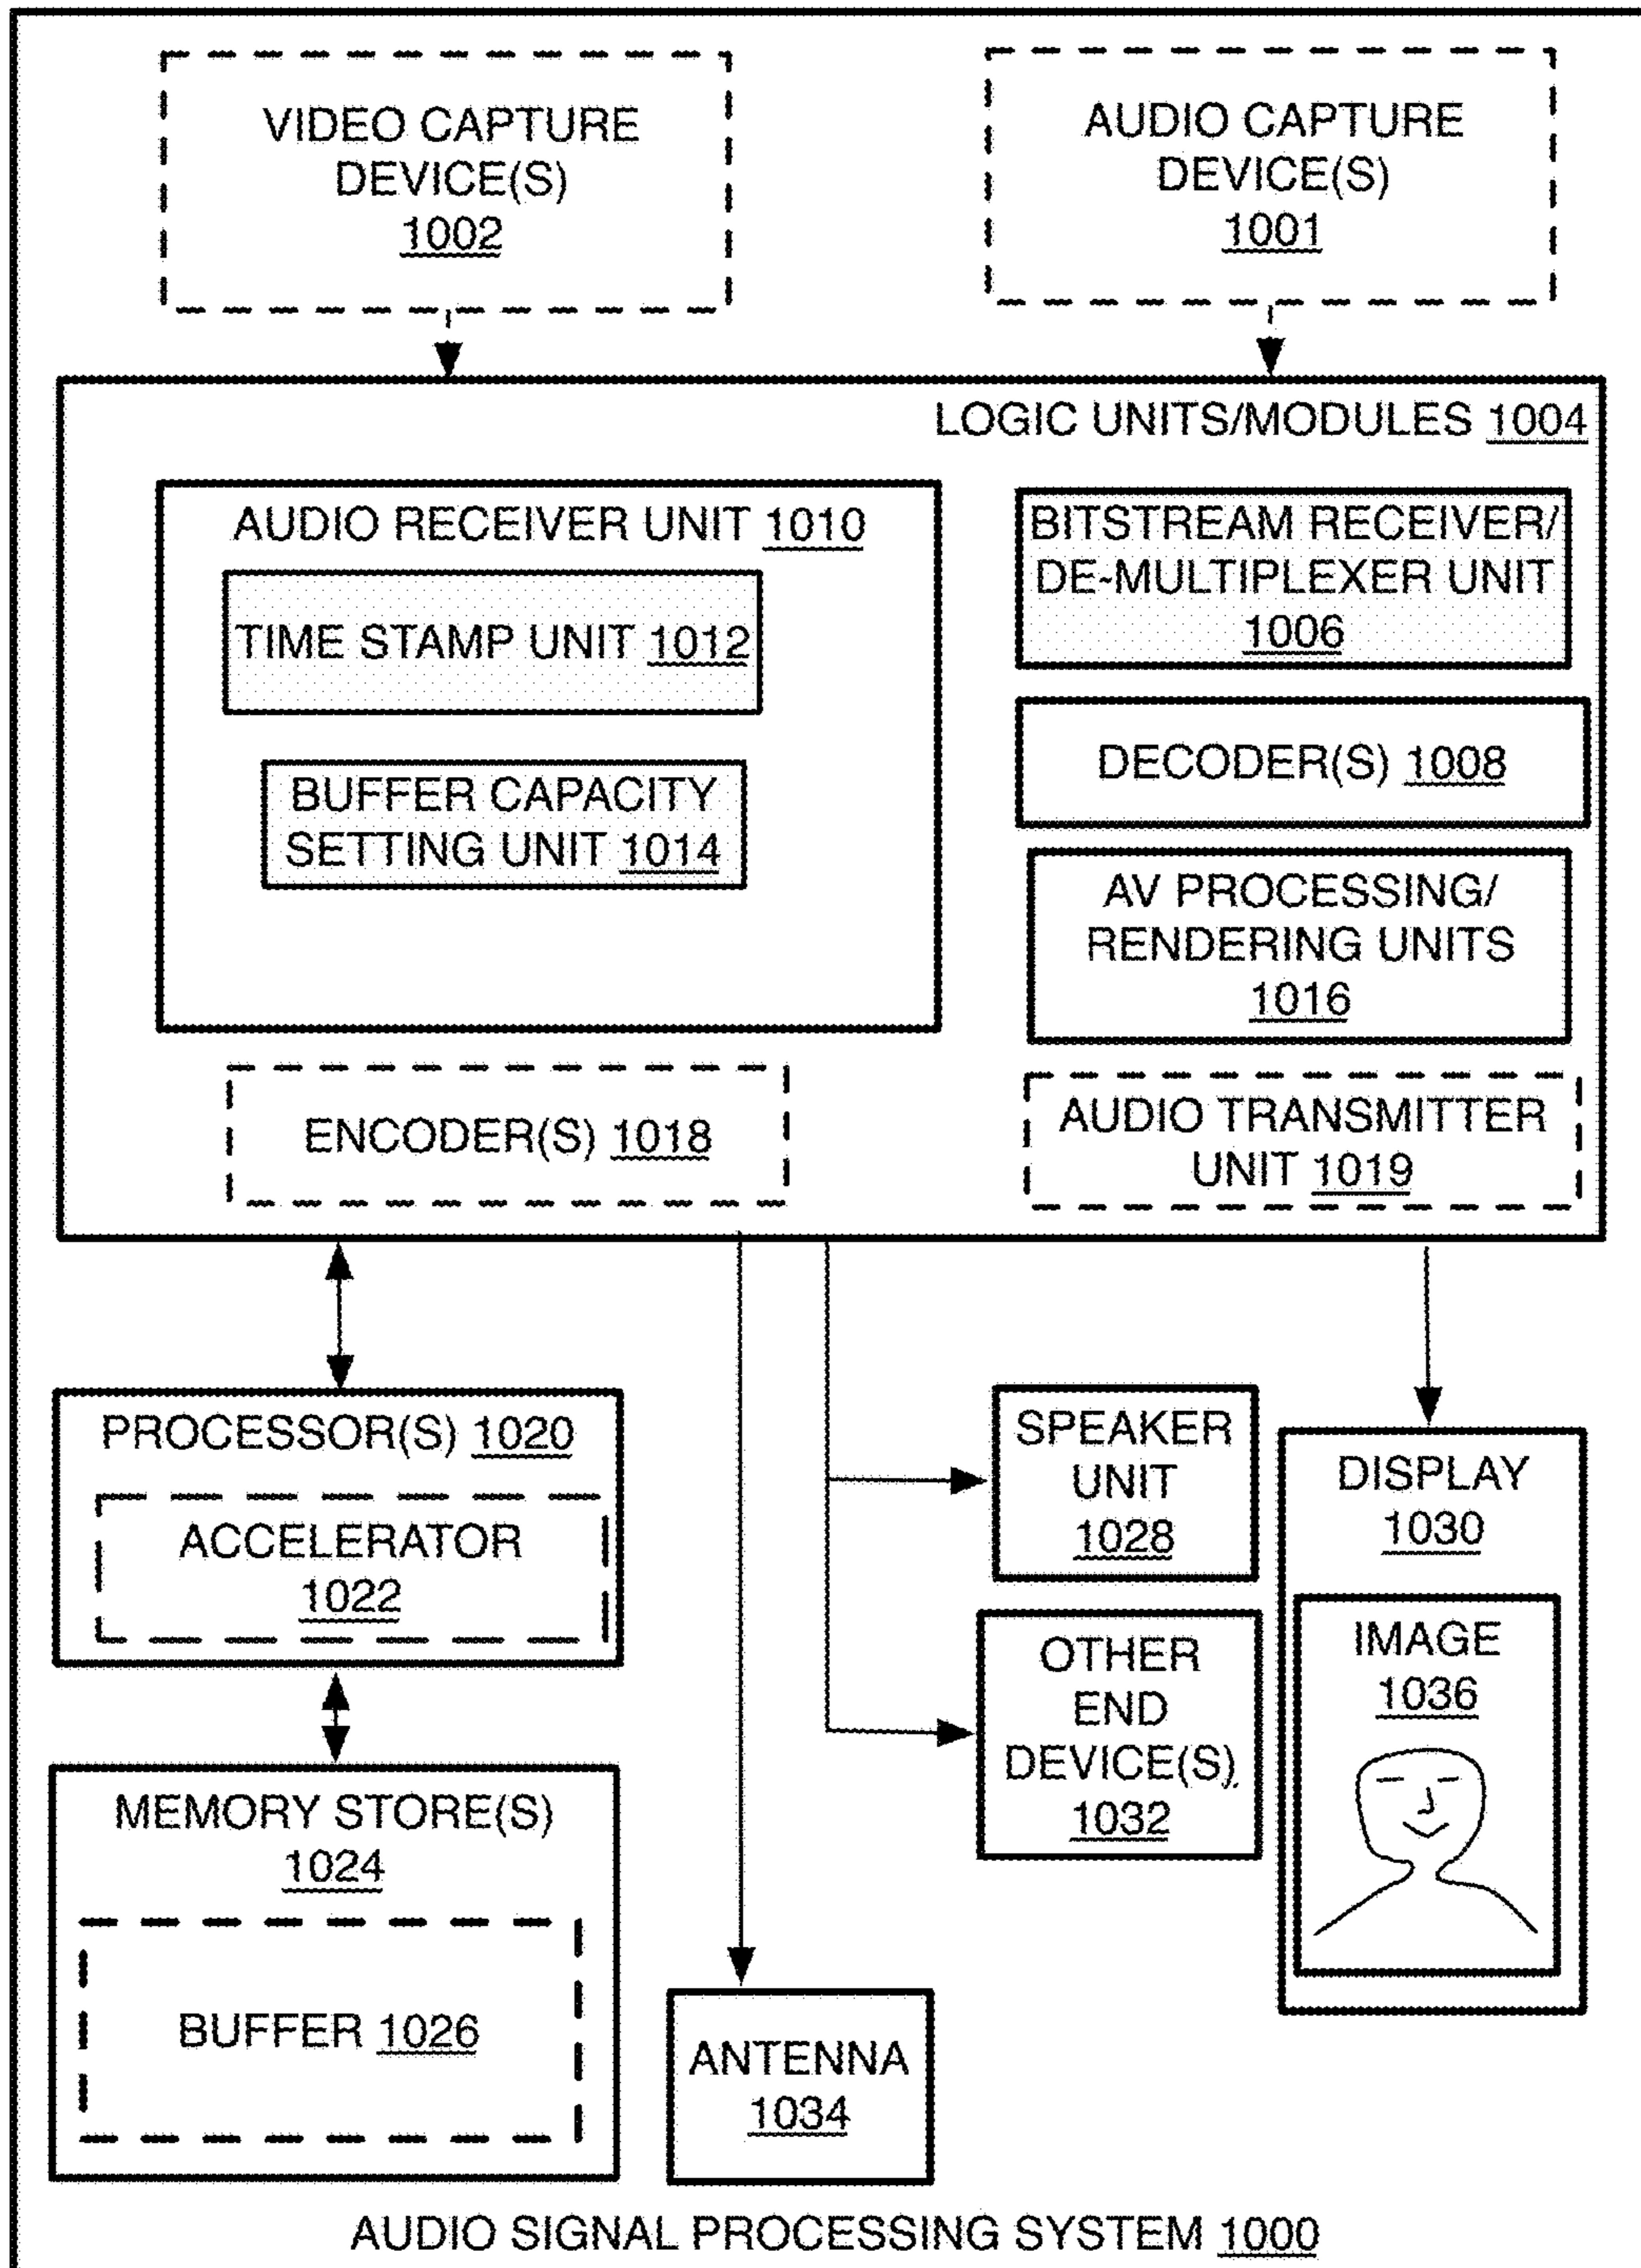 VIDEO CAPTURE
DEVICE(S)
1002
AUDIO CAPTURE
DEVICE(S)
1001
LOGIC UNITS/MODULES 1004
AUDIO RECEIVER UNIT 1010
TIME STAMP UNIT 1012
BUFFER CAPACITY
SETTING UNIT 1014
BITSTREAM RECEIVER/
DE-MULTIPLEXER UNIT
1006
DECODER(S) 1008
AV PROCESSING/
RENDERING UNITS
1016
ENCODER(S) 1018
AUDIO TRANSMITTER
UNIT 1019
PROCESSOR(S) 1020
ACCELERATOR
1022
MEMORY STORE(S)
1024
BUFFER 1026
ANTENNA
1034
SPEAKER
UNIT
1028
OTHER
END
DEVICE(S)
1032
DISPLAY
1030
IMAGE
1036
AUDIO SIGNAL PROCESSING SYSTEM 1000